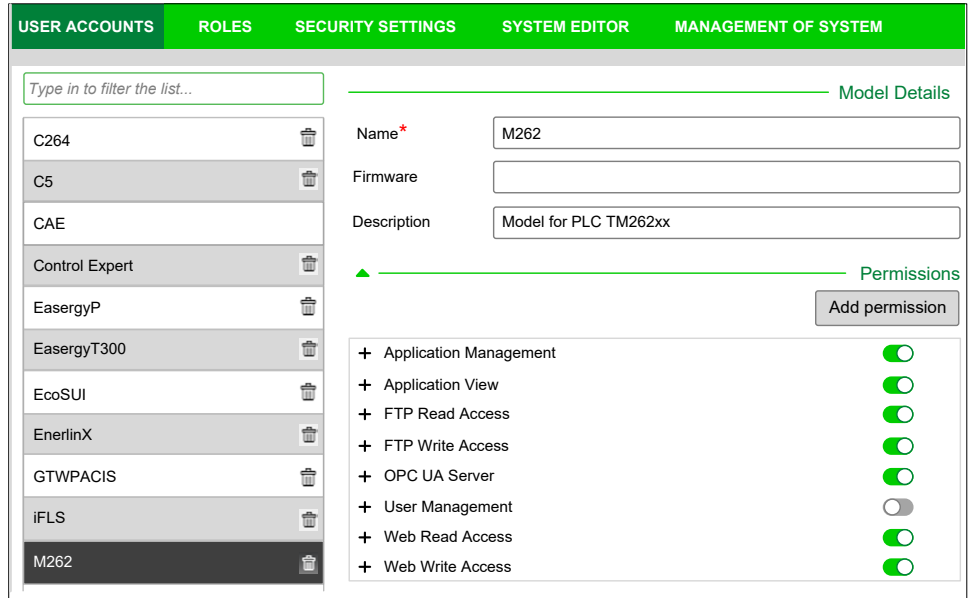 USER ACCOUNTS ROLES SECURITY SETTINGS SYSTEM EDITOR MANAGEMENT OF SYSTEM
Type in to filter the list...
C264
C5
CAE
Control Expert
EasergyP
EasergyT300
EcoSUI
EnerlinX
GTWPACIS
iFLS
M262
Model Details
Name* M262
Firmware
Description Model for PLC TM262xx
Permissions
Add permission
+ Application Management
+ Application View
+ FTP Read Access
+ FTP Write Access
+ OPC UA Server
+ User Management
+ Web Read Access
+ Web Write Access